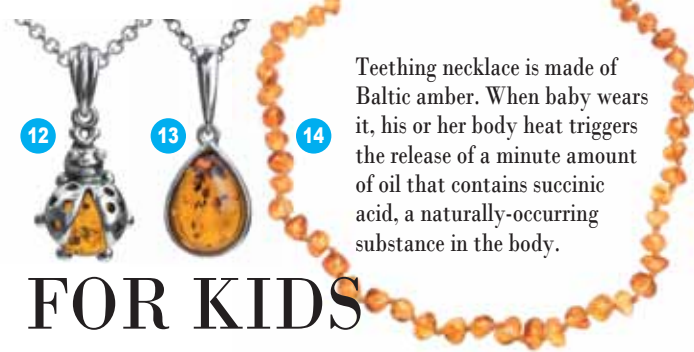 12
13
14
Teething necklace is made of
Baltic amber. When baby wears
it, his or her body heat triggers
the release of a minute amount
of oil that contains succinic
acid, a naturally-occurring
substance in the body.
FOR KIDS